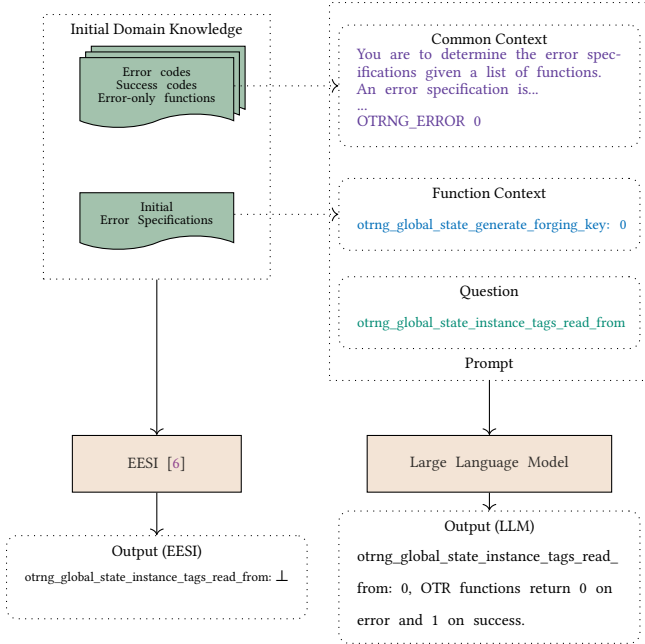 Initial Domain Knowledge
Error codes
Success codes
Error-only functions
Initial
Error Specifications
Common Context
You are to determine the error spec-
ifications given a list of functions.
An error specification is...
...
OTRNG_ERROR 0
Function Context
otrng_global_state_generate_forging_key: 0
Question
otrng_global_state_instance_tags_read_from
Prompt
EESI [6]
Large Language Model
Output (EESI)
otrng_global_state_instance_tags_read_from: ⊥
Output (LLM)
otrng_global_state_instance_tags_read_
from: 0, OTR functions return 0 on
error and 1 on success.